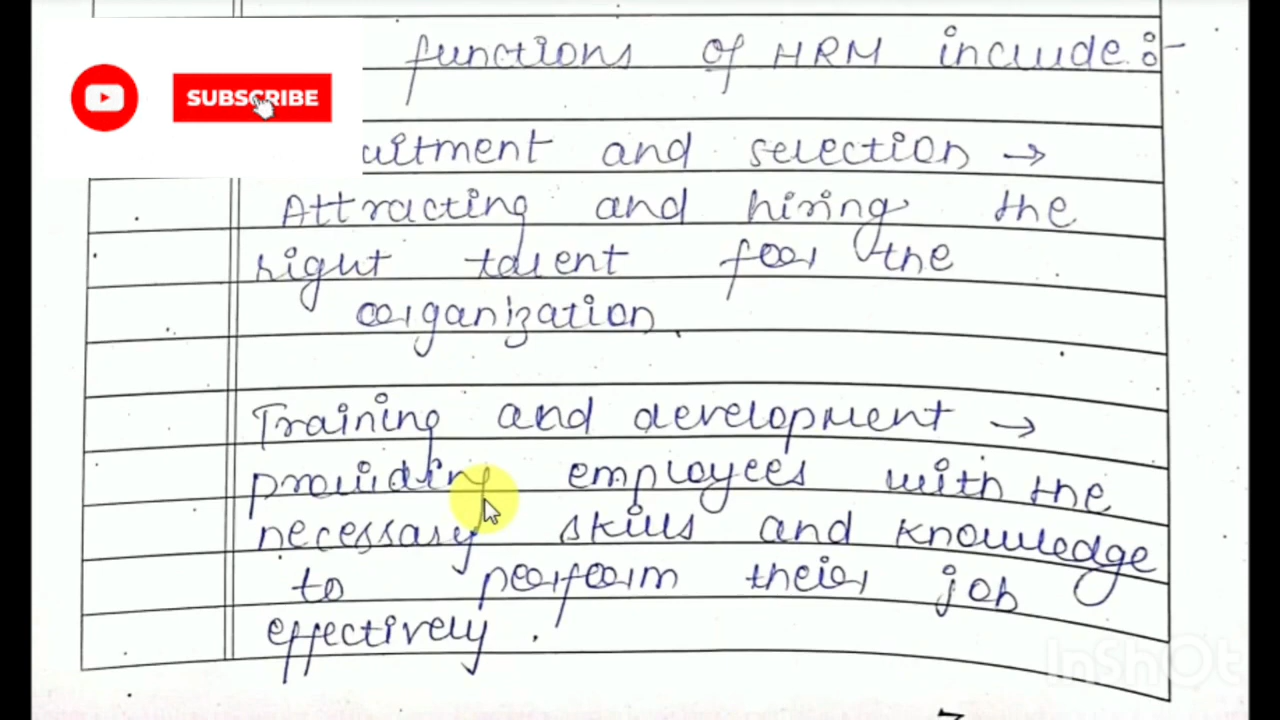 functions of HRM include:-
SUBSCRIBE
uitment and selection →
Attracting and hiring the
right talent for the
organization.
Training and development →
providing employees with the
necessary skills and knowledge
to perform their job
effectively.
InShOt